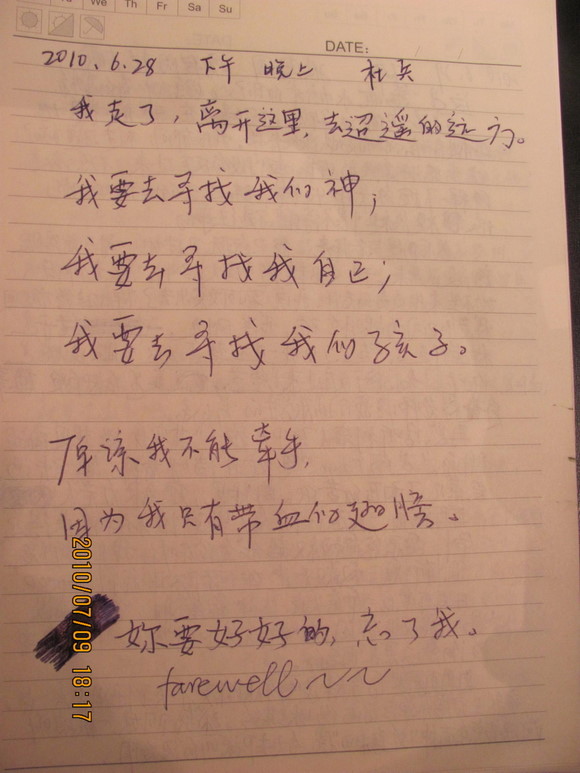 We Th Fr Sa Su
DATE: / /
2010.6.28 下午 晚上 杜兵
我走了，离开这里，去迢遥的远方。
我要去寻找我的神；
我要去寻找我自己；
我要去寻找我的孩子。
原谅我不能牵手，
因为我只有带血的翅膀。
妳要好好的，忘了我。
farewell~~
2010/07/09 18:17